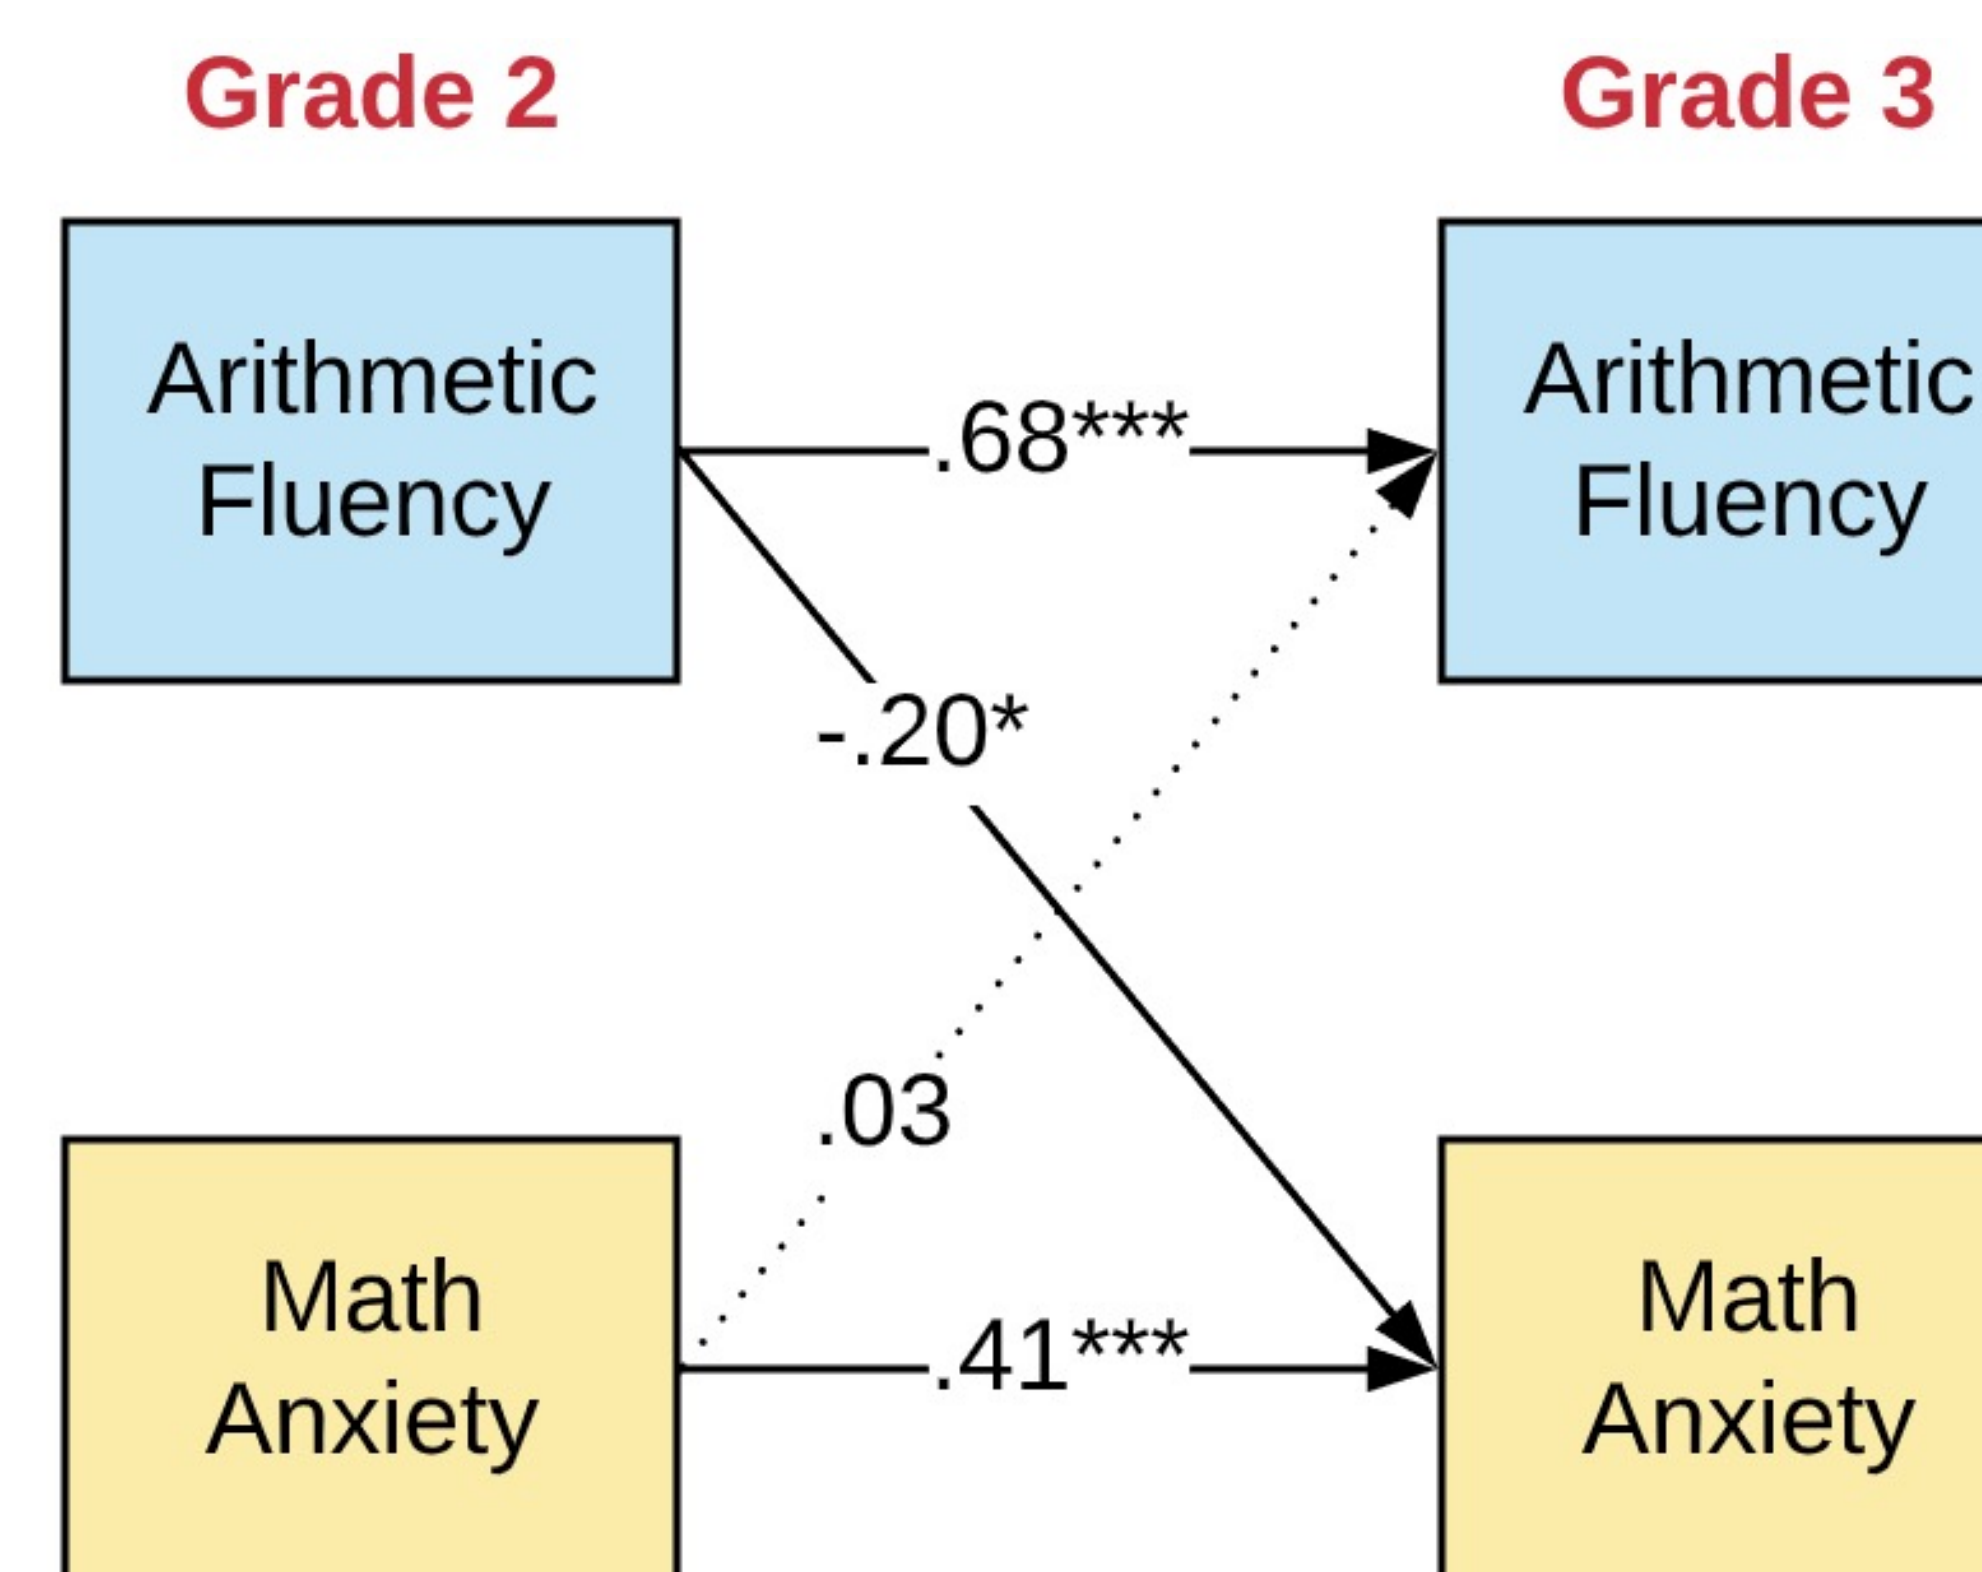 Grade 2
Grade 3
Arithmetic
Fluency
.68***
Arithmetic
Fluency
-.20*
.03
Math
Anxiety
.41***
Math
Anxiety